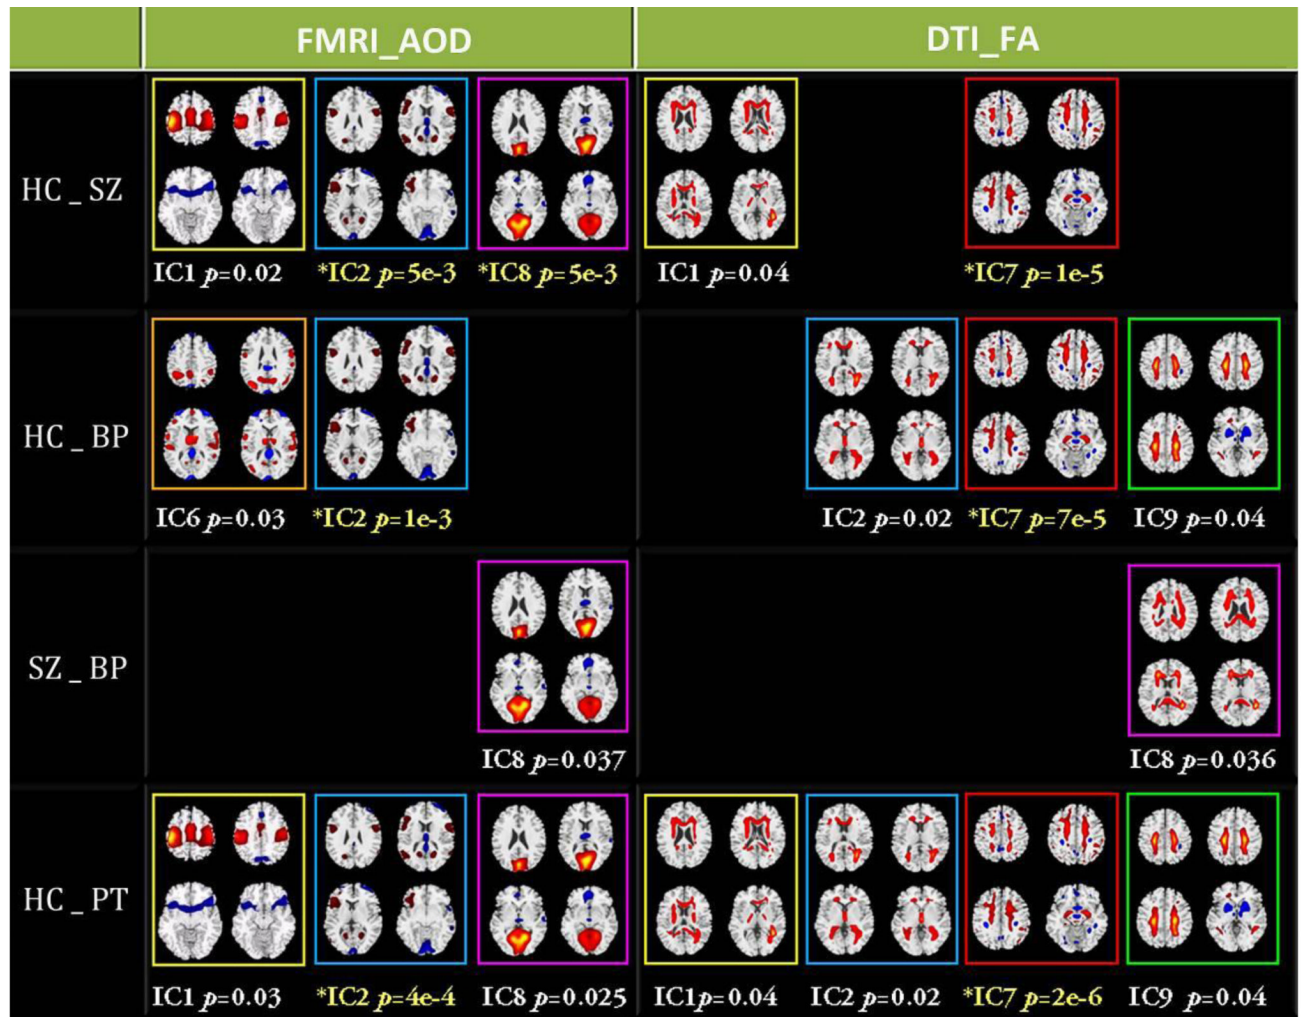 FMRI_AOD DTI_FA
HC _ SZ
IC1 p=0.02 *IC2 p=5e-3 *IC8 p=5e-3 IC1 p=0.04 *IC7 p=1e-5
HC _ BP
IC6 p=0.03 *IC2 p=1e-3 IC2 p=0.02 *IC7 p=7e-5 IC9 p=0.04
SZ _ BP
IC8 p=0.037 IC8 p=0.036
HC _ PT
IC1 p=0.03 *IC2 p=4e-4 IC8 p=0.025 IC1p=0.04 IC2 p=0.02 *IC7 p=2e-6 IC9 p=0.04